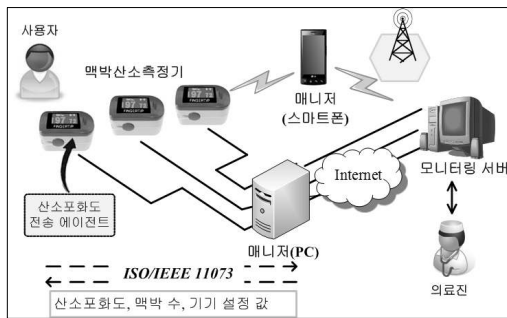 사용자
맥박산소측정기
매니저
(스마트폰)
산소포화도
전송 에이전트
Internet
모니터링 서버
매니저(PC)
ISO/IEEE 11073
의료진
산소포화도, 맥박 수, 기기 설정 값